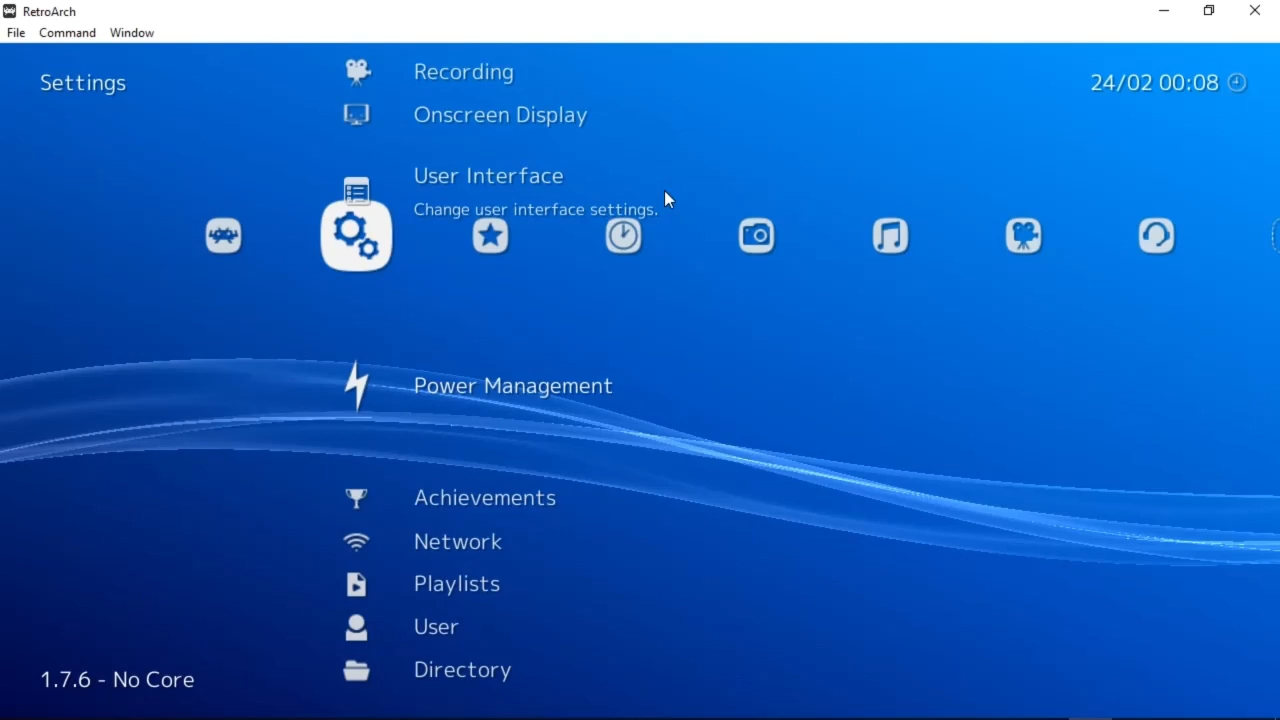 RetroArch
File Command Window
Settings
24/02 00:08
Recording
Onscreen Display
User Interface
Change user interface settings.
Power Management
Achievements
Network
Playlists
User
Directory
1.7.6 - No Core